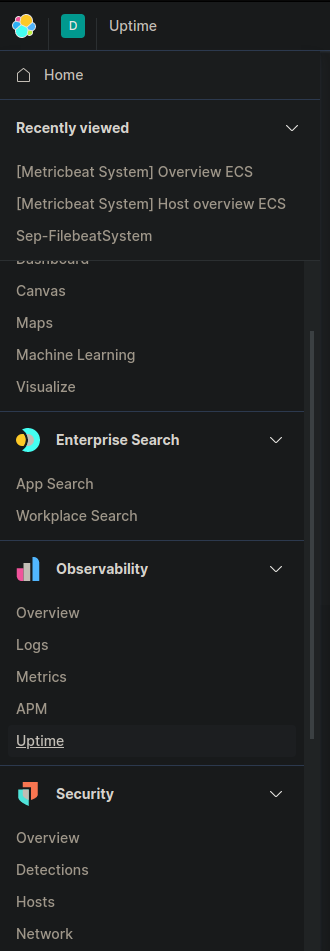 D Uptime
Home
Recently viewed
[Metricbeat System] Overview ECS
[Metricbeat System] Host overview ECS
Sep-FilebeatSystem
Dashboard
Canvas
Maps
Machine Learning
Visualize
Enterprise Search
App Search
Workplace Search
Observability
Overview
Logs
Metrics
APM
Uptime
Security
Overview
Detections
Hosts
Network